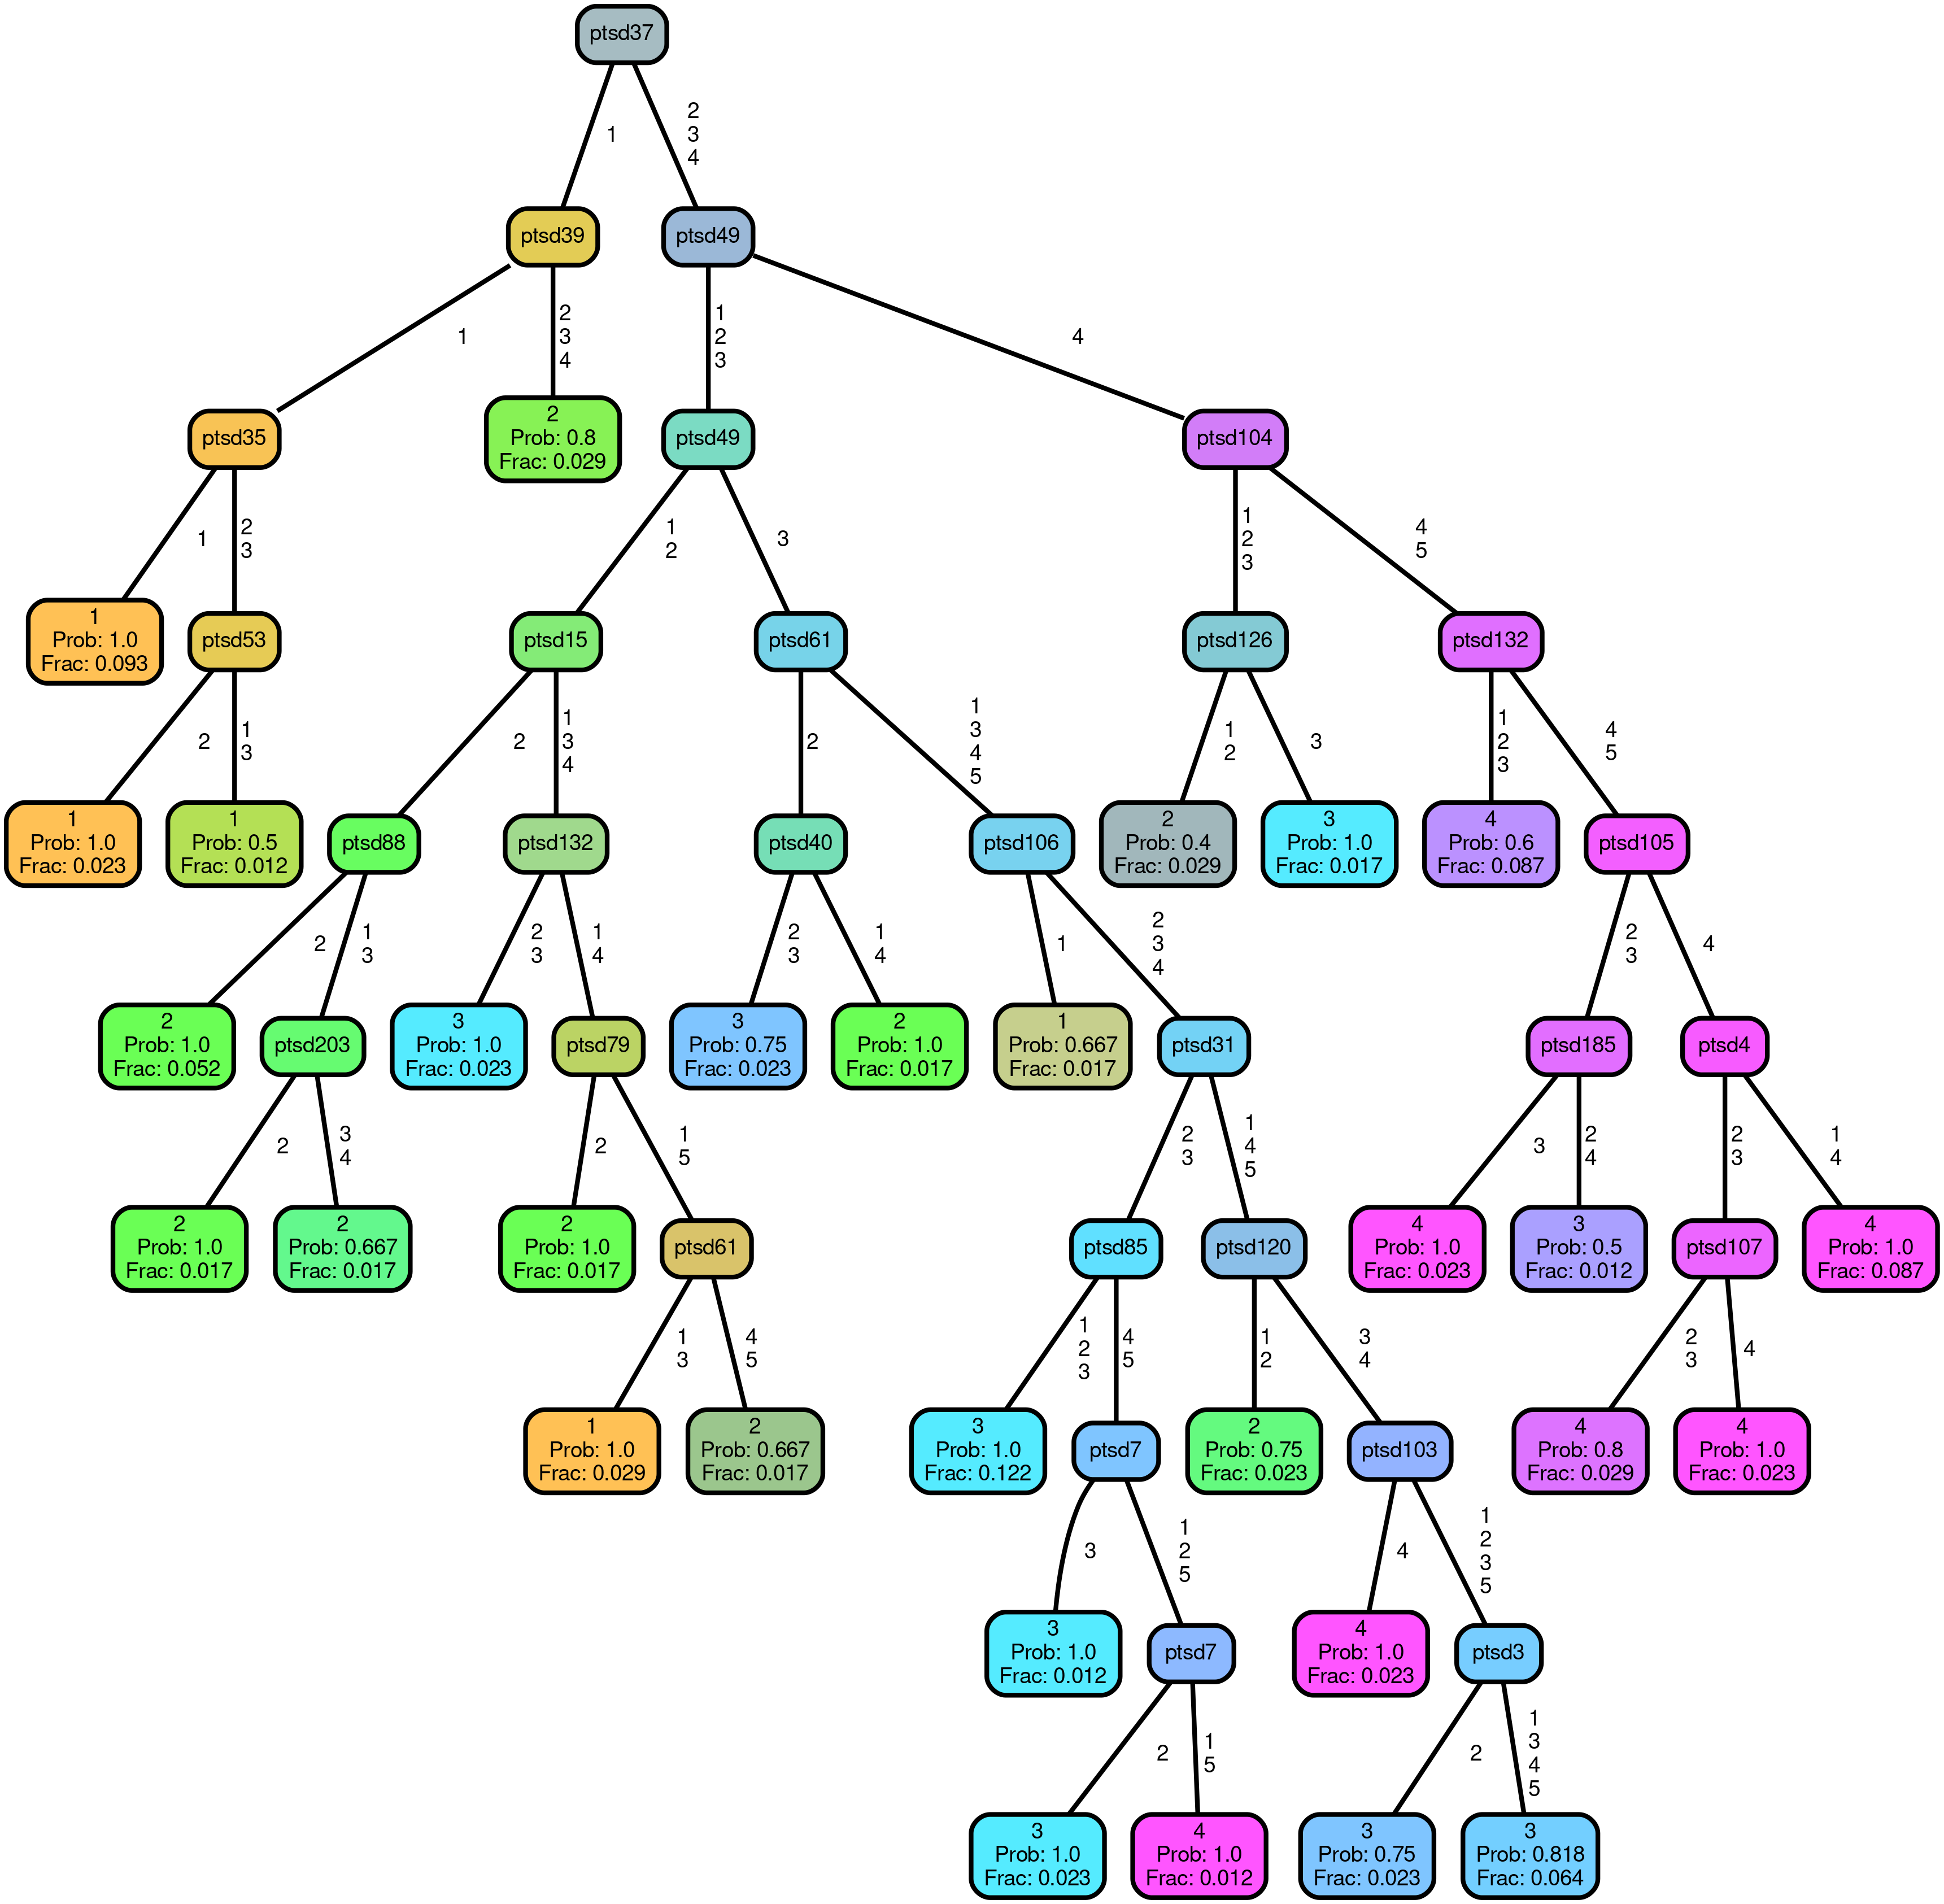 ptsd37
1
2
3
4
ptsd39
ptsd49
1
2
3
4
1
2
3
4
ptsd35
2
Prob: 0.8
Frac: 0.029
ptsd49
ptsd104
1
2
3
1
2
3
1
2
3
4
5
1
Prob: 1.0
Frac: 0.093
ptsd53
ptsd15
ptsd61
ptsd126
ptsd132
2
1
3
2
1
3
4
2
1
3
4
5
1
2
3
1
2
3
4
5
1
Prob: 1.0
Frac: 0.023
1
Prob: 0.5
Frac: 0.012
ptsd88
ptsd132
ptsd40
ptsd106
2
Prob: 0.4
Frac: 0.029
3
Prob: 1.0
Frac: 0.017
4
Prob: 0.6
Frac: 0.087
ptsd105
2
1
3
2
3
1
4
2
3
1
4
1
2
3
4
2
3
4
2
Prob: 1.0
Frac: 0.052
ptsd203
3
Prob: 1.0
Frac: 0.023
ptsd79
3
Prob: 0.75
Frac: 0.023
2
Prob: 1.0
Frac: 0.017
1
Prob: 0.667
Frac: 0.017
ptsd31
ptsd185
ptsd4
2
3
4
2
1
5
2
3
1
4
5
3
2
4
2
3
1
4
2
Prob: 1.0
Frac: 0.017
2
Prob: 0.667
Frac: 0.017
2
Prob: 1.0
Frac: 0.017
ptsd61
ptsd85
ptsd120
4
Prob: 1.0
Frac: 0.023
3
Prob: 0.5
Frac: 0.012
ptsd107
4
Prob: 1.0
Frac: 0.087
1
3
4
5
1
2
3
4
5
1
2
3
4
2
3
4
1
Prob: 1.0
Frac: 0.029
2
Prob: 0.667
Frac: 0.017
3
Prob: 1.0
Frac: 0.122
ptsd7
2
Prob: 0.75
Frac: 0.023
ptsd103
4
Prob: 0.8
Frac: 0.029
4
Prob: 1.0
Frac: 0.023
3
1
2
5
4
1
2
3
5
3
Prob: 1.0
Frac: 0.012
ptsd7
4
Prob: 1.0
Frac: 0.023
ptsd3
2
1
5
2
1
3
4
5
3
Prob: 1.0
Frac: 0.023
4
Prob: 1.0
Frac: 0.012
3
Prob: 0.75
Frac: 0.023
3
Prob: 0.818
Frac: 0.064